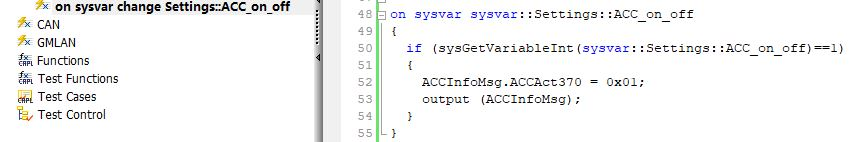 on sysvar change Settings::ACC_on_off
CAN
GMLAN
Functions
Test Functions
Test Cases
Test Control
48 on sysvar sysvar::Settings::ACC_on_off
49 {
50 if (sysGetVariableInt(sysvar::Settings::ACC_on_off)==1)
51 {
52 ACCInfoMsg.ACCAct370 = 0x01;
53 output (ACCInfoMsg);
54 }
55 }